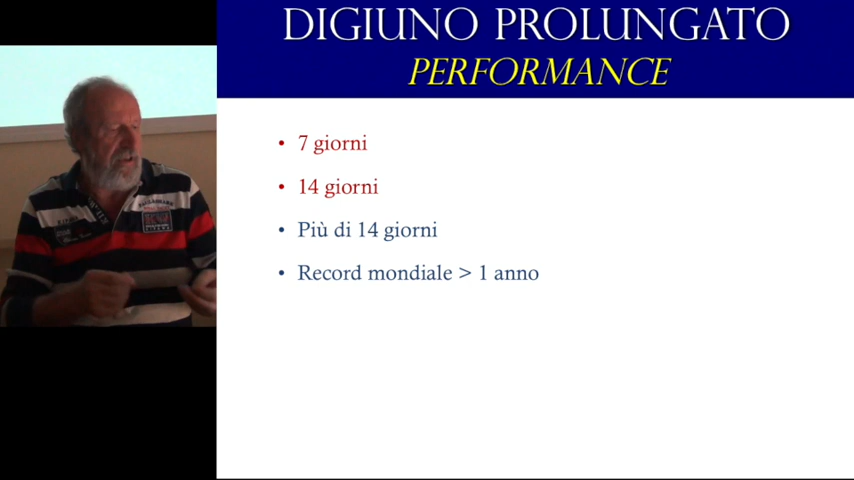 DIGIUNO PROLUNGATO
PERFORMANCE
• 7 giorni
• 14 giorni
• Più di 14 giorni
• Record mondiale > 1 anno